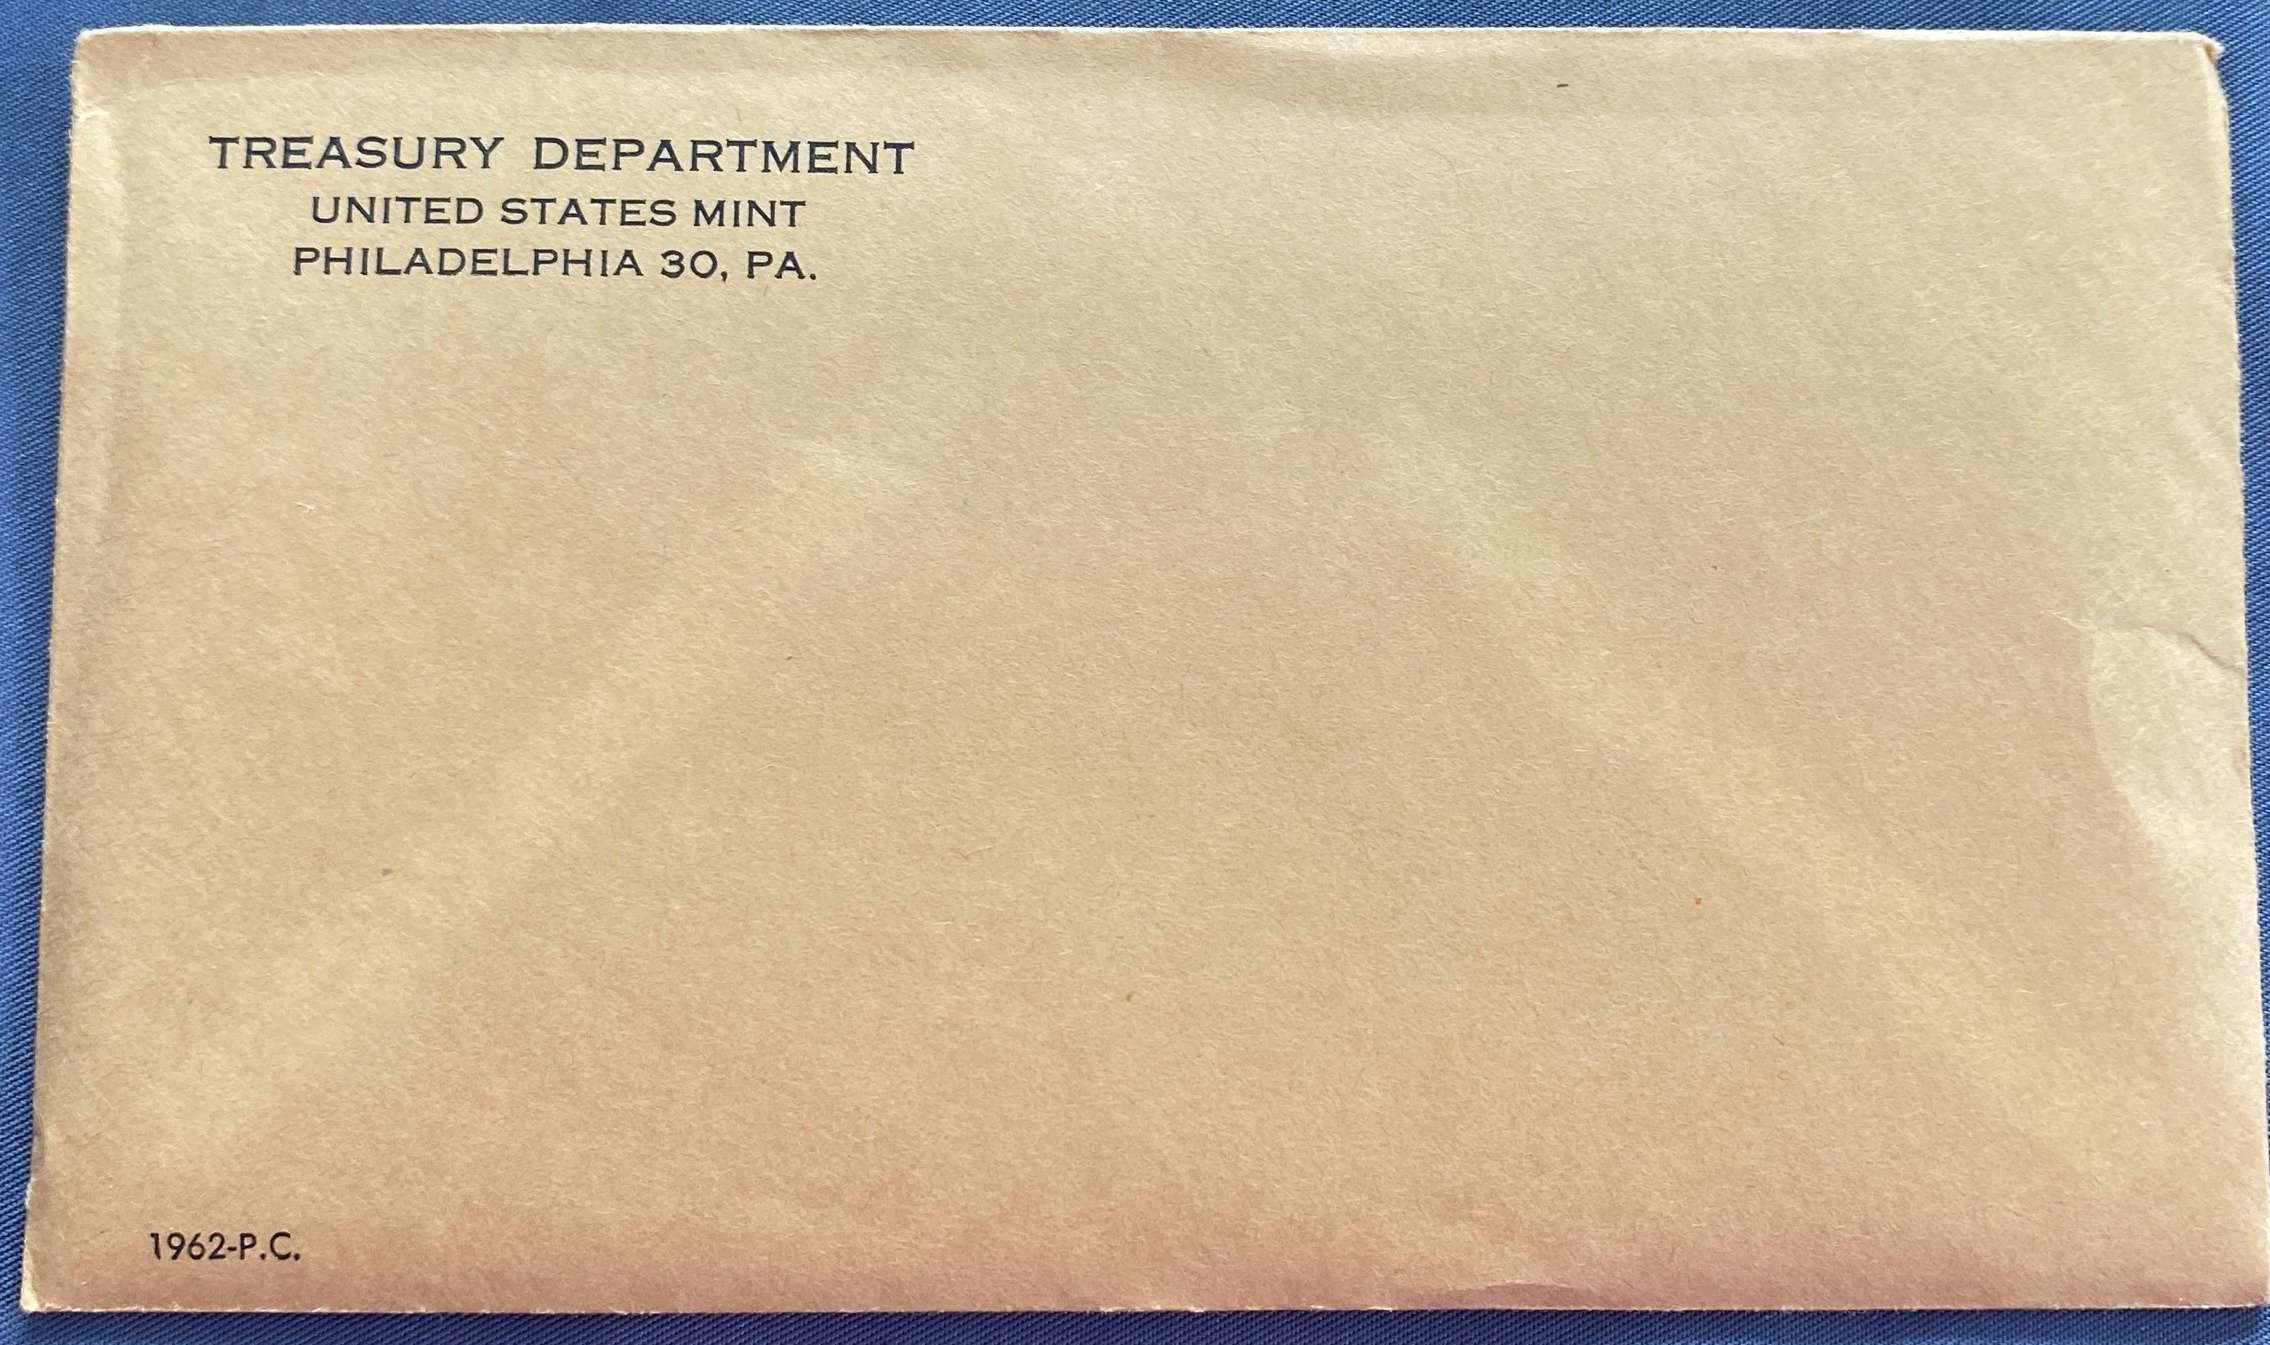 TREASURY DEPARTMENT
UNITED STATES MINT
PHILADELPHIA 30, PA.
1962-P.C.